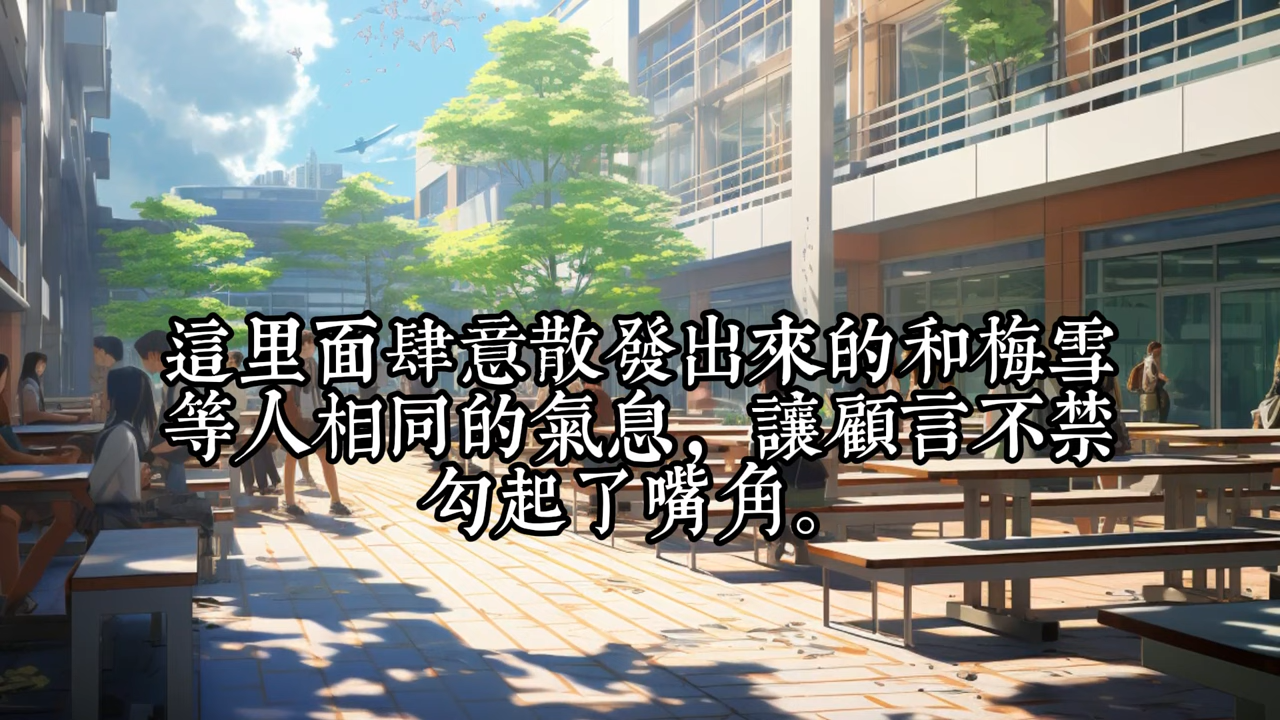 這里面肆意散發出來的和梅雪
等人相同的氣息，讓顧言不禁
勾起了嘴角。